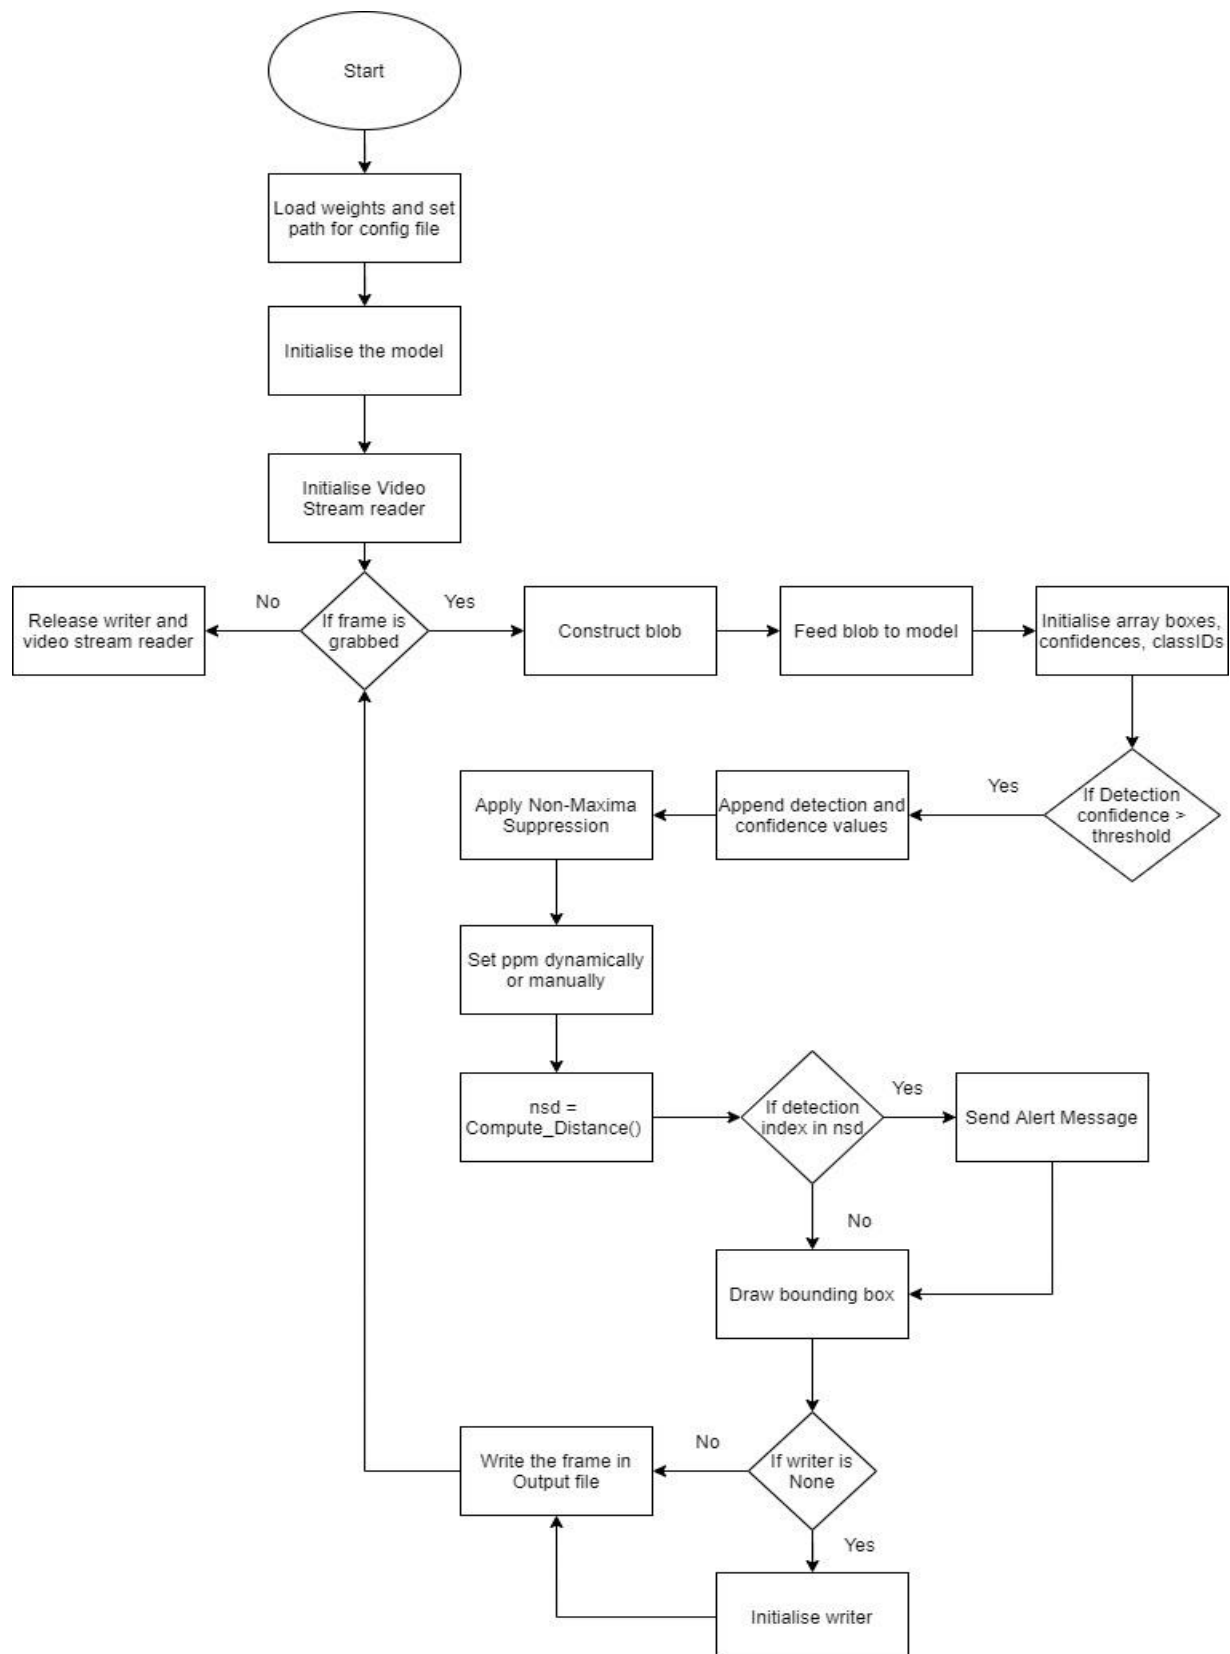 Start
Load weights and set
path for config file
Initialise the model
Initialise Video
Stream reader
No
If frame is
grabbed
Yes
Release writer and
video stream reader
Construct blob
Feed blob to model
Initialise array boxes,
confidences, classIDs
If Detection
confidence >
threshold
Yes
Append detection and
confidence values
Apply Non-Maxima
Suppression
Set ppm dynamically
or manually
nsd =
Compute_Distance()
If detection
index in nsd
Yes
Send Alert Message
No
Draw bounding box
If writer is
None
No
Write the frame in
Output file
Yes
Initialise writer